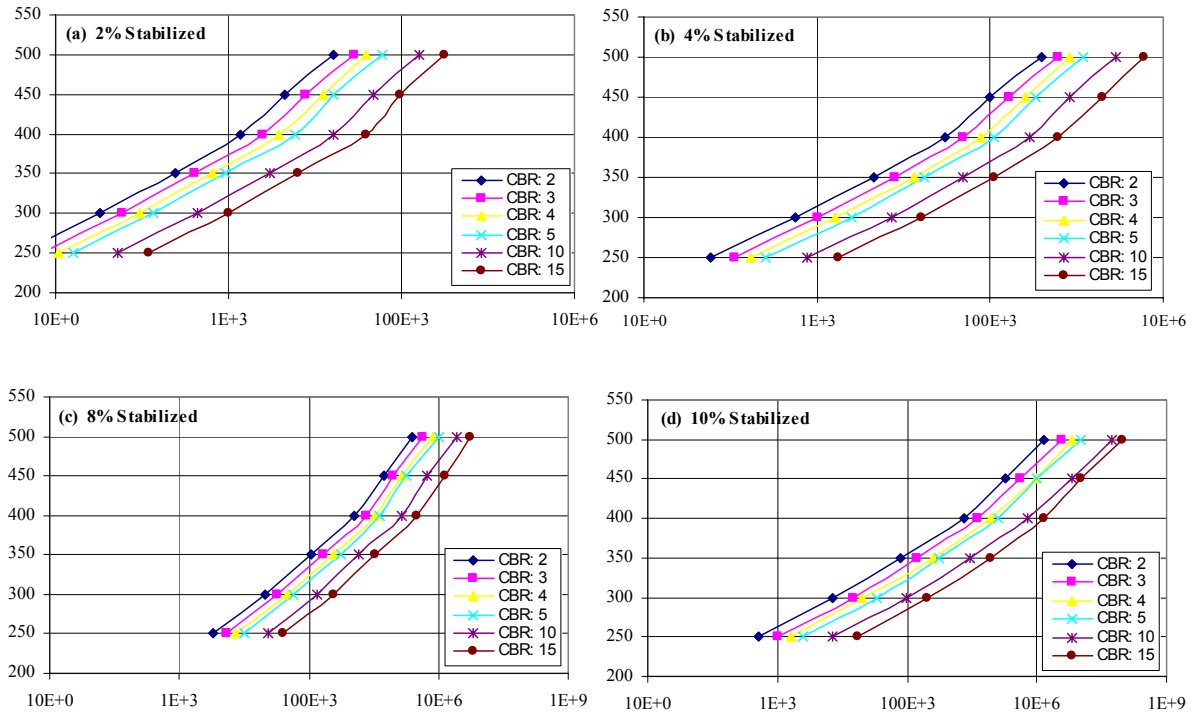 (a) 2% Stabilized
550
500
450
400
350
300
250
200
10E+0
1E+3
100E+3
10E+6
CBR: 2
CBR: 3
CBR: 4
CBR: 5
CBR: 10
CBR: 15
(b) 4% Stabilized
550
500
450
400
350
300
250
200
10E+0
1E+3
100E+3
10E+6
CBR: 2
CBR: 3
CBR: 4
CBR: 5
CBR: 10
CBR: 15
(c) 8% Stabilized
550
500
450
400
350
300
250
200
10E+0
1E+3
100E+3
10E+6
1E+9
CBR: 2
CBR: 3
CBR: 4
CBR: 5
CBR: 10
CBR: 15
(d) 10% Stabilized
550
500
450
400
350
300
250
200
10E+0
1E+3
100E+3
10E+6
1E+9
CBR: 2
CBR: 3
CBR: 4
CBR: 5
CBR: 10
CBR: 15